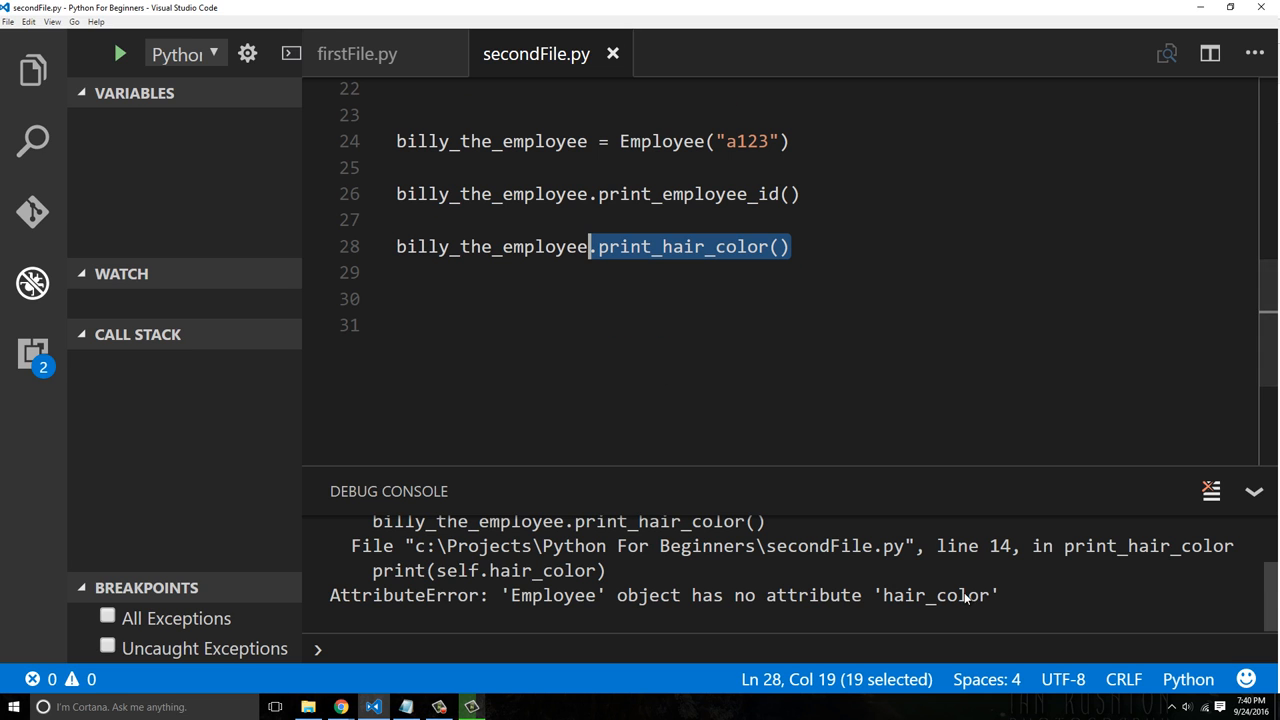 secondFile.py - Python For Beginners - Visual Studio Code
File Edit View Go Help
Pythor
firstFile.py
secondFile.py
VARIABLES
WATCH
CALL STACK
2
BREAKPOINTS
All Exceptions
Uncaught Exceptions
22
23
24 billy_the_employee = Employee("a123")
25
26 billy_the_employee.print_employee_id()
27
28 billy_the_employee.print_hair_color()
29
30
31
DEBUG CONSOLE
billy_the_employee.print_hair_color()
File "c:\Projects\Python For Beginners\secondFile.py", line 14, in print_hair_color
print(self.hair_color)
AttributeError: 'Employee' object has no attribute 'hair_color'
0 0
Ln 28, Col 19 (19 selected) Spaces: 4 UTF-8 CRLF Python
I'm Cortana. Ask me anything.
7:40 PM
9/24/2016